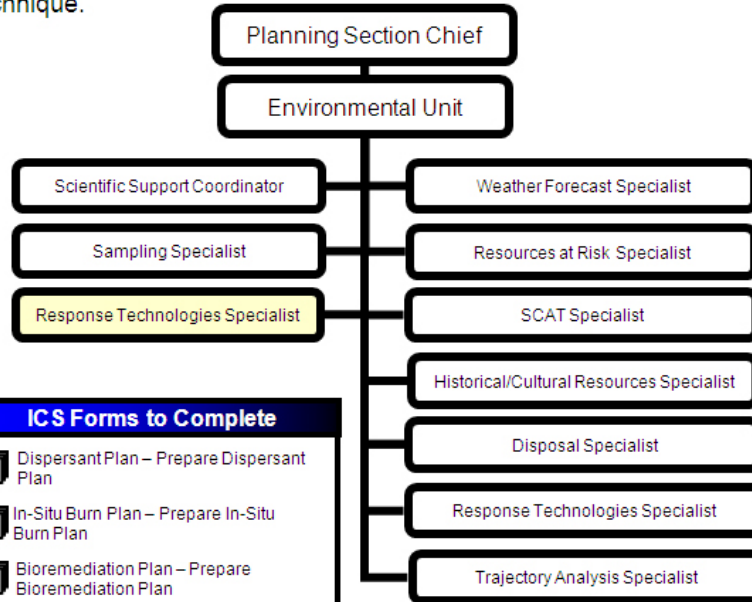 Planning Section Chief
Environmental Unit
Scientific Support Coordinator
Weather Forecast Specialist
Sampling Specialist
Resources at Risk Specialist
Response Technologies Specialist
SCAT Specialist
Historical/Cultural Resources Specialist
ICS Forms to Complete
Disposal Specialist
Dispersant Plan – Prepare Dispersant
Plan
In-Situ Burn Plan – Prepare In-Situ
Burn Plan
Response Technologies Specialist
Bioremediation Plan – Prepare
Bioremediation Plan
Trajectory Analysis Specialist